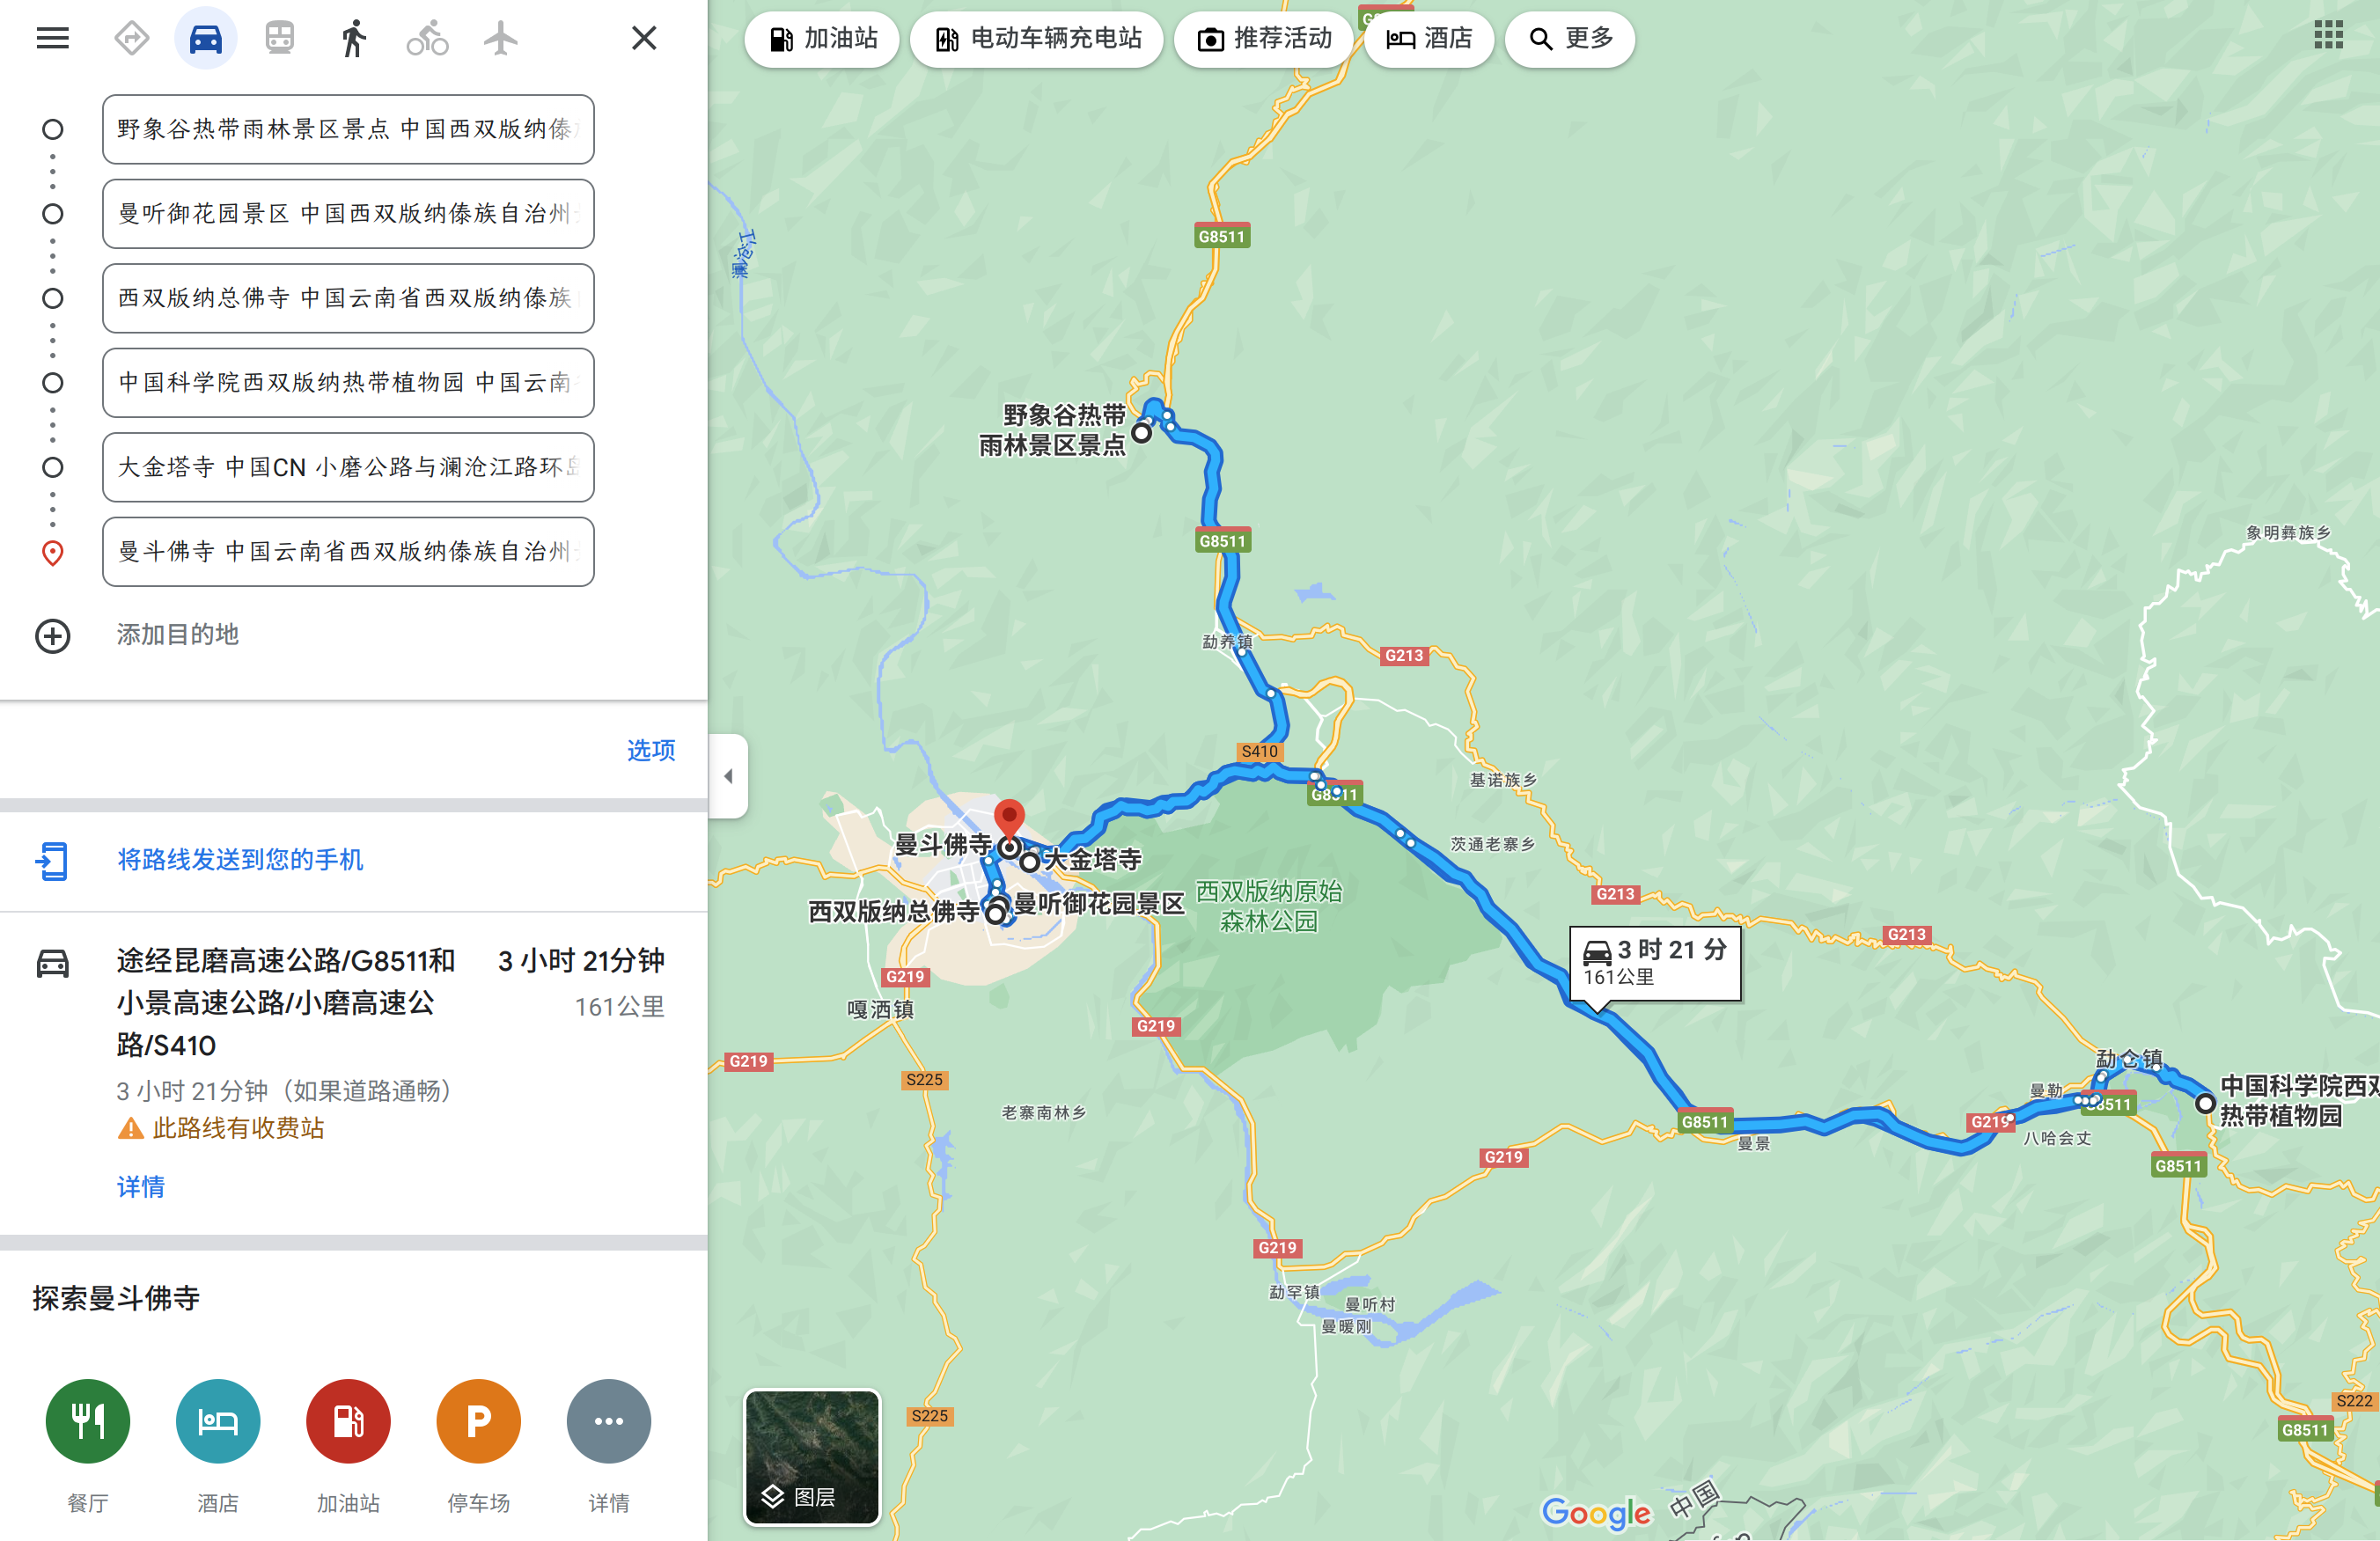 野象谷热带雨林景区景点 中国西双版纳傣
曼听御花园景区 中国西双版纳傣族自治州
西双版纳总佛寺 中国云南省西双版纳傣族
中国科学院西双版纳热带植物园 中国云南
大金塔寺 中国CN 小磨公路与澜沧江路环岛
曼斗佛寺 中国云南省西双版纳傣族自治州
添加目的地
选项
将路线发送到您的手机
途经昆磨高速公路/G8511和
小景高速公路/小磨高速公
路/S410
3 小时 21分钟
161公里
3 小时 21分钟（如果道路通畅）
此路线有收费站
详情
探索曼斗佛寺
餐厅
酒店
加油站
P
停车场
详情
加油站
电动车辆充电站
推荐活动
酒店
更多
澜沧江
G8511
野象谷热带
雨林景区景点
G8511
象明彝族乡
勐养镇
G213
S410
基诺族乡
G8511
茨通老寨乡
曼斗佛寺
大金塔寺
西双版纳总佛寺
曼听御花园景区
西双版纳原始
森林公园
G213
G213
3 时 21 分
161公里
G219
嘎洒镇
G219
G219
S225
老寨南林乡
勐仑镇
曼勒
G8511
中国科学院西双
热带植物园
G8511
曼景
G219
八哈会丈
G8511
G219
G219
勐罕镇
曼听村
曼暖刚
S225
S222
G8511
图层
Google
中国